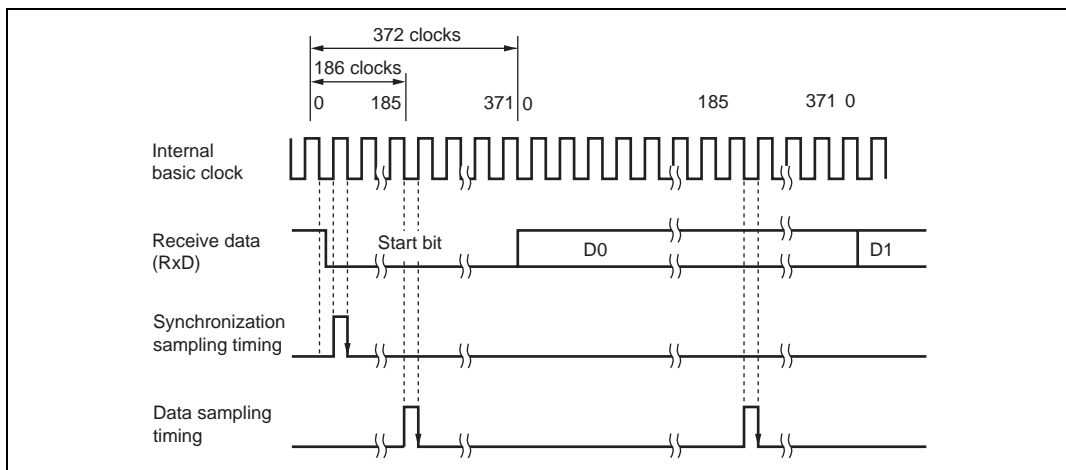 372 clocks
186 clocks
0 185 371 0 185 371 0
Internal
basic clock
Receive data
(RxD)
Start bit D0 D1
Synchronization
sampling timing
Data sampling
timing